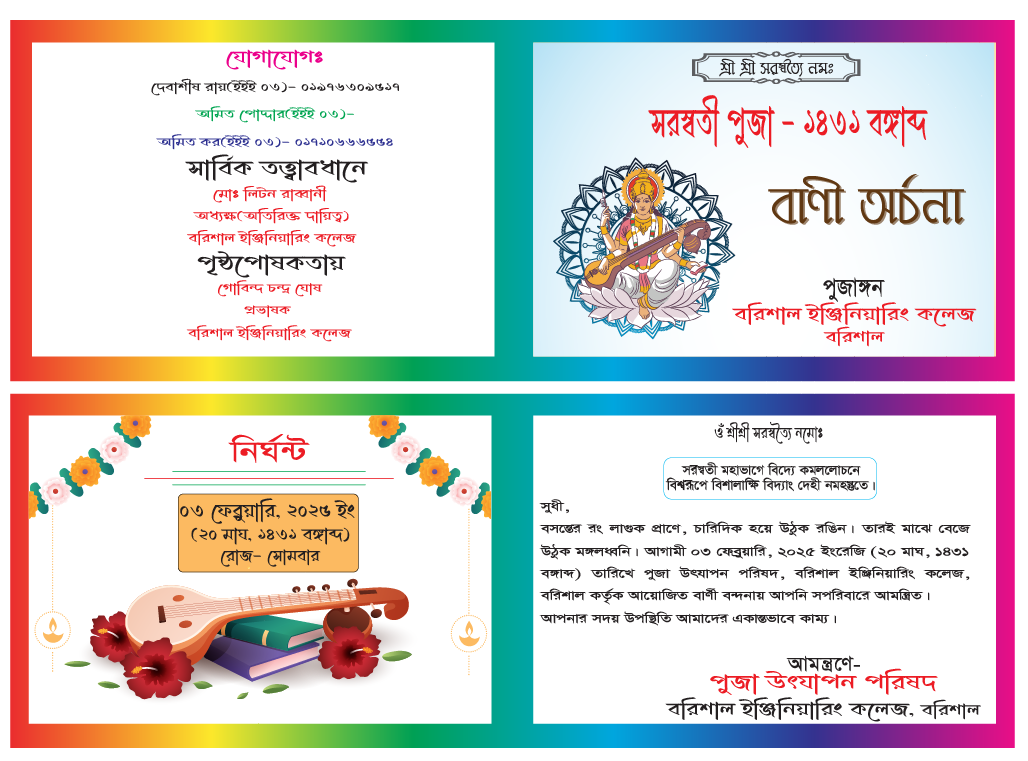 যোগাযোগঃ
দেবাশীষ রায়(ইইই ০৩)- ০১৯৭৬৩০৯৫১৭
অমিত পোদ্দার(ইইই ০৩)-
অমিত কর(ইইই ০৩)- ০১৭১০৬৬৬৫৫৪
সার্বিক তত্ত্বাবধানে
মোঃ লিটন রাব্বানী
অধ্যক্ষ(অতিরিক্ত দায়িত্ব)
বরিশাল ইঞ্জিনিয়ারিং কলেজ
পৃষ্ঠপোষকতায়
গোবিন্দ চন্দ্র ঘোষ
প্রভাষক
বরিশাল ইঞ্জিনিয়ারিং কলেজ
শ্রী শ্রী সরস্বত্যৈ নমঃ
সরস্বতী পুজা - ১৪৩১ বঙ্গাব্দ
বাণী অর্চনা
পুজাঙ্গন
বরিশাল ইঞ্জিনিয়ারিং কলেজ
বরিশাল
নির্ঘন্ট
০৩ ফেব্রুয়ারি, ২০২৫ ইং
(২০ মাঘ, ১৪৩১ বঙ্গাব্দ)
রোজ- সোমবার
ওঁ শ্রীশ্রী সরস্বত্যৈ নমোঃ
সরস্বতী মহাভাগে বিদ্যে কমললোচনে
বিশ্বরূপে বিশালাক্ষি বিদ্যাং দেহী নমহস্তুতে।
সুধী,
বসন্তের রং লাগুক প্রাণে, চারিদিক হয়ে উঠুক রঙিন। তারই মাঝে বেজে
উঠুক মঙ্গলধ্বনি। আগামী ০৩ ফেব্রুয়ারি, ২০২৫ ইংরেজি (২০ মাঘ, ১৪৩১
বঙ্গাব্দ) তারিখে পুজা উৎযাপন পরিষদ, বরিশাল ইঞ্জিনিয়ারিং কলেজ,
বরিশাল কর্তৃক আয়োজিত বাণী বন্দনায় আপনি সপরিবারে আমন্ত্রিত।
আপনার সদয় উপস্থিতি আমাদের একান্তভাবে কাম্য।
আমন্ত্রণে-
পুজা উৎযাপন পরিষদ
বরিশাল ইঞ্জিনিয়ারিং কলেজ, বরিশাল